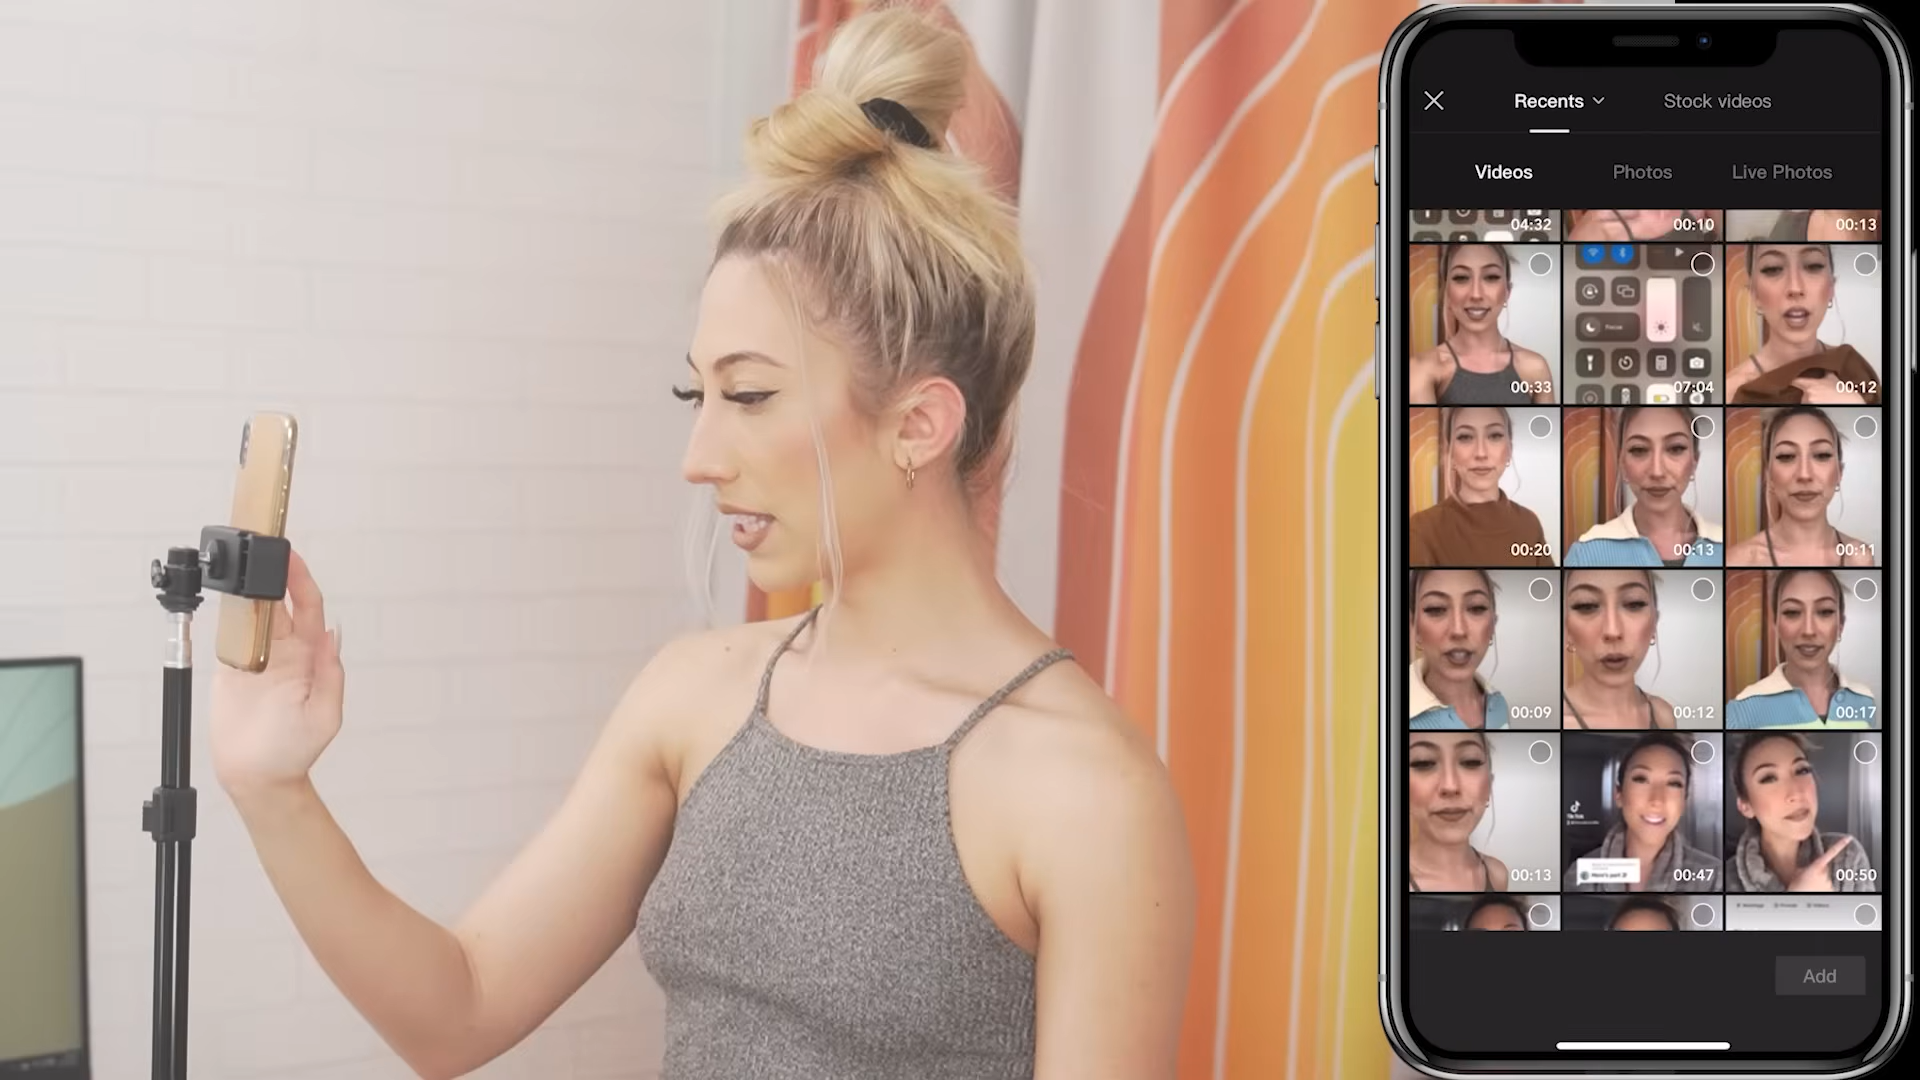 Recents Stock videos
Videos Photos Live Photos
04:32 00:10 00:13
Focus
00:33 07:04 00:12
00:20 00:13 00:11
00:09 00:12 00:17
TikTok
00:13 00:47 00:50
Add